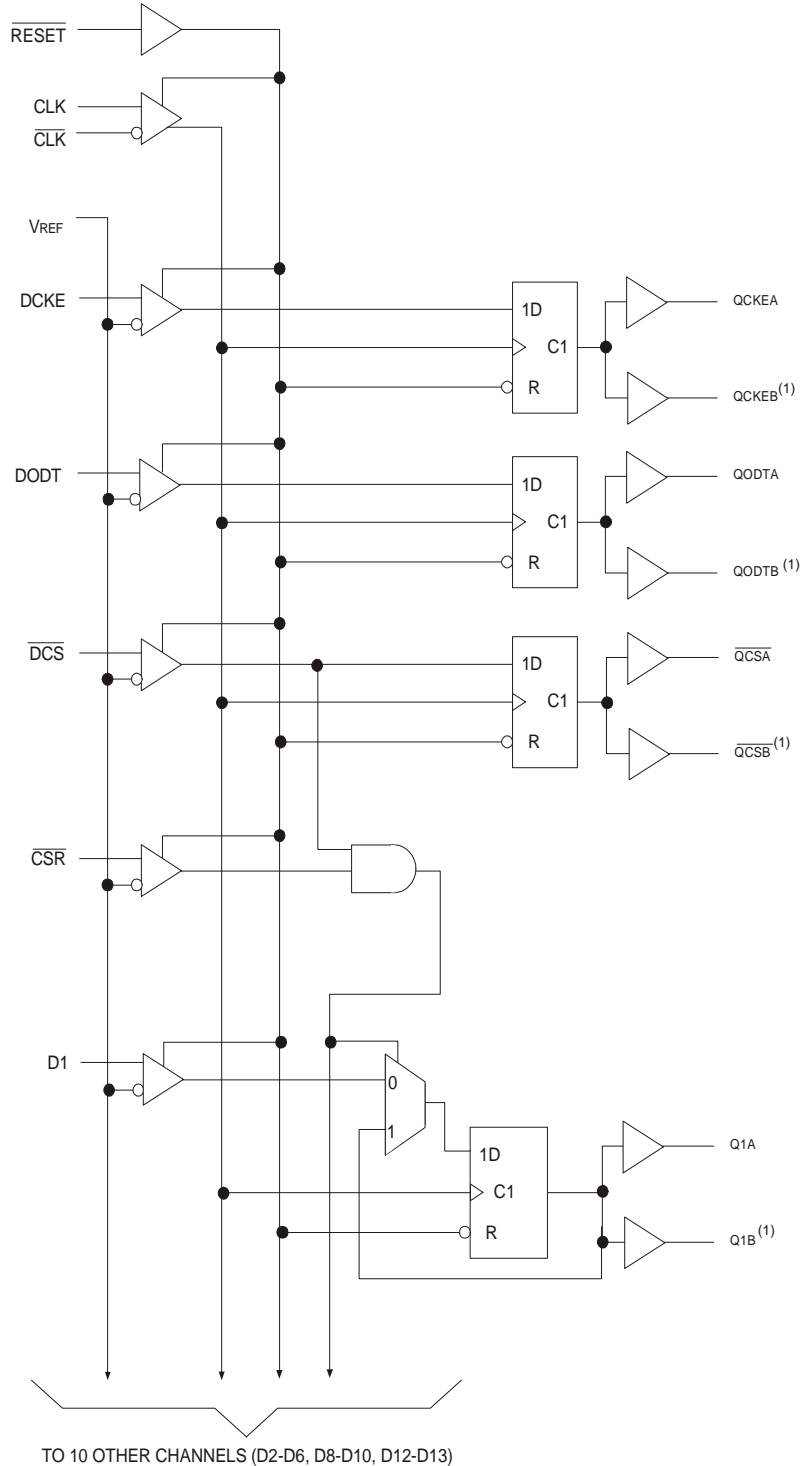 RESET
CLK
CLK
VREF
DCKE
1D
C1
R
QCKEA
QCKEB(1)
DODT
1D
C1
R
QODTA
QODTB (1)
DCS
1D
C1
R
QCSA
QCSB(1)
CSR
D1
0
1
1D
C1
R
Q1A
Q1B(1)
TO 10 OTHER CHANNELS (D2-D6, D8-D10, D12-D13)